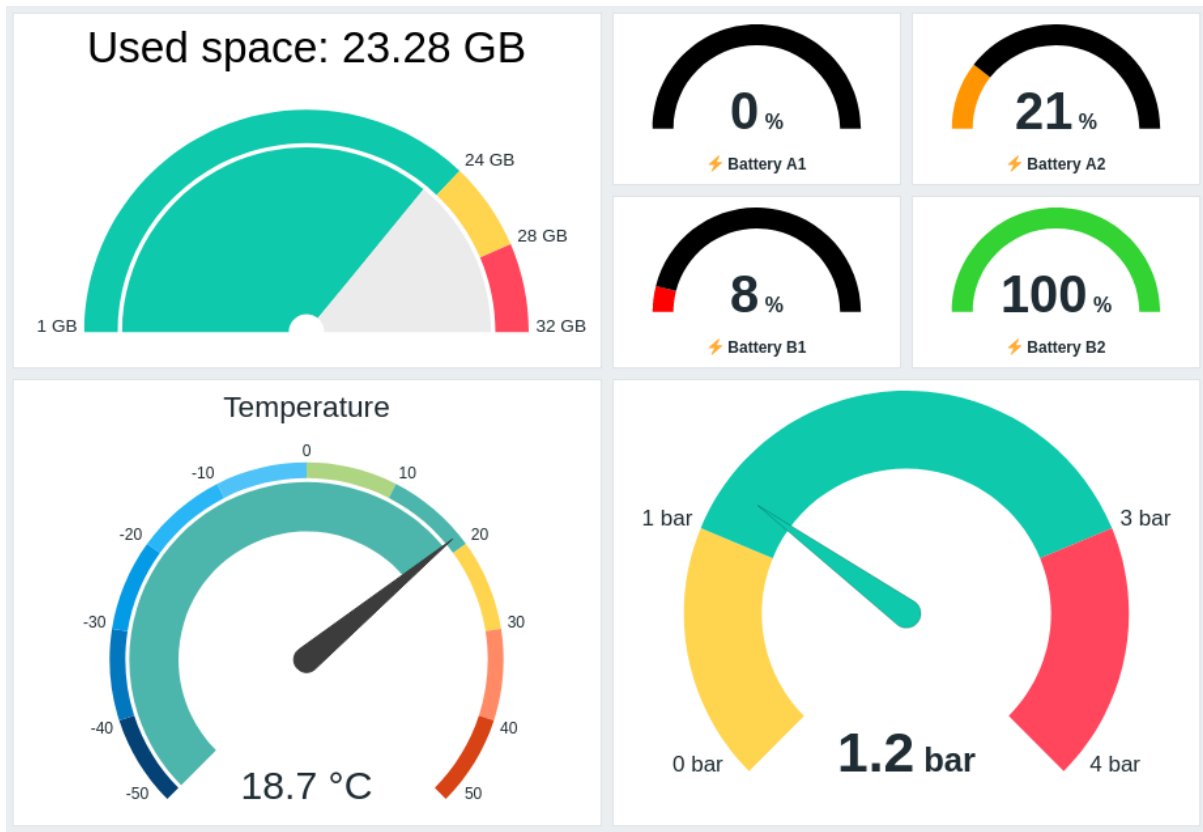 Used space: 23.28 GB
24 GB
28 GB
1 GB
32 GB
0 %
⚡ Battery A1
21 %
⚡ Battery A2
8 %
⚡ Battery B1
100 %
⚡ Battery B2
Temperature
0
-10
10
-20
20
-30
30
-40
40
-50
50
18.7 °C
1 bar
3 bar
0 bar
4 bar
1.2 bar